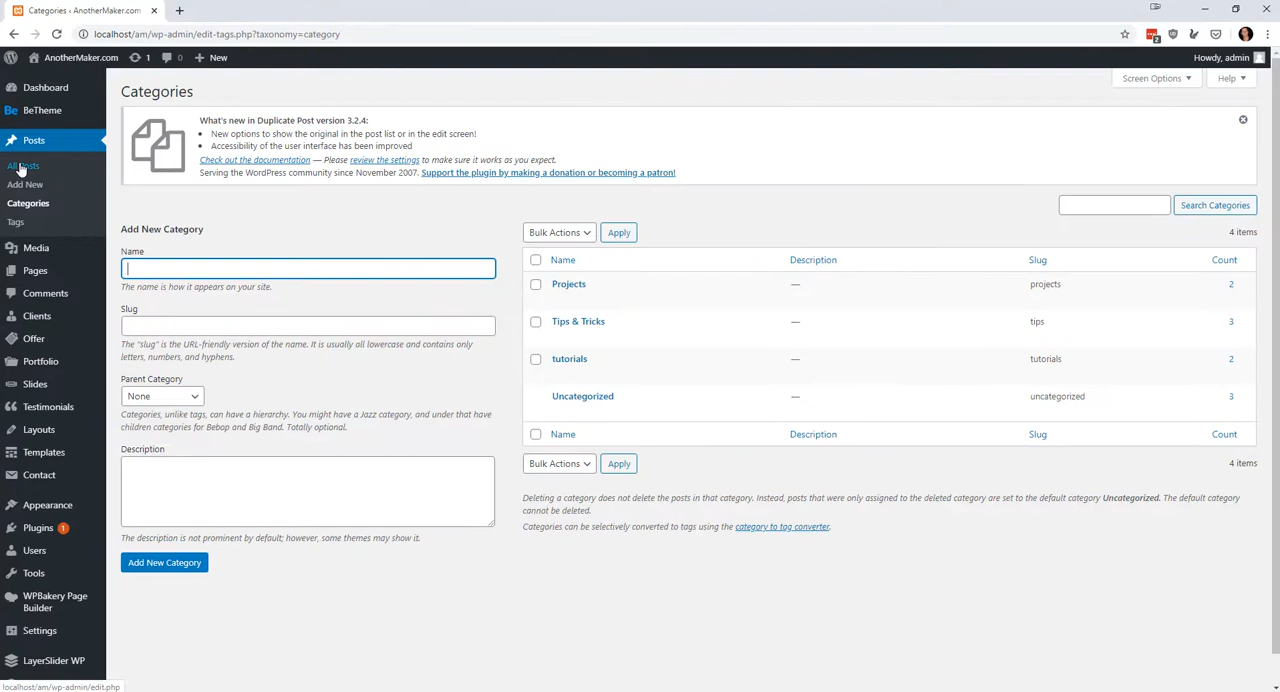 Categories ‹ AnotherMaker.com —
localhost/am/wp-admin/edit-tags.php?taxonomy=category
2
AnotherMaker.com
1
0
New
Howdy, admin
Dashboard
BeTheme
Posts
All Posts
Add New
Categories
Tags
Media
Pages
Comments
Clients
Offer
Portfolio
Slides
Testimonials
Layouts
Templates
Contact
Appearance
Plugins 1
Users
Tools
WPBakery Page
Builder
Settings
LayerSlider WP
Screen Options
Help
Categories
What's new in Duplicate Post version 3.2.4:
New options to show the original in the post list or in the edit screen!
Accessibility of the user interface has been improved
Check out the documentation — Please review the settings to make sure it works as you expect.
Serving the WordPress community since November 2007. Support the plugin by making a donation or becoming a patron!
Search Categories
Add New Category
Name
The name is how it appears on your site.
Slug
The "slug" is the URL-friendly version of the name. It is usually all lowercase and contains only
letters, numbers, and hyphens.
Parent Category
None
Categories, unlike tags, can have a hierarchy. You might have a Jazz category, and under that have
children categories for Bebop and Big Band. Totally optional.
Description
The description is not prominent by default; however, some themes may show it.
Add New Category
Bulk Actions
Apply
4 items
Name Description Slug Count
Projects — projects 2
Tips & Tricks — tips 3
tutorials — tutorials 2
Uncategorized — uncategorized 3
Name Description Slug Count
Bulk Actions
Apply
4 items
Deleting a category does not delete the posts in that category. Instead, posts that were only assigned to the deleted category are set to the default category Uncategorized. The default category
cannot be deleted.
Categories can be selectively converted to tags using the category to tag converter.
localhost/am/wp-admin/edit.php